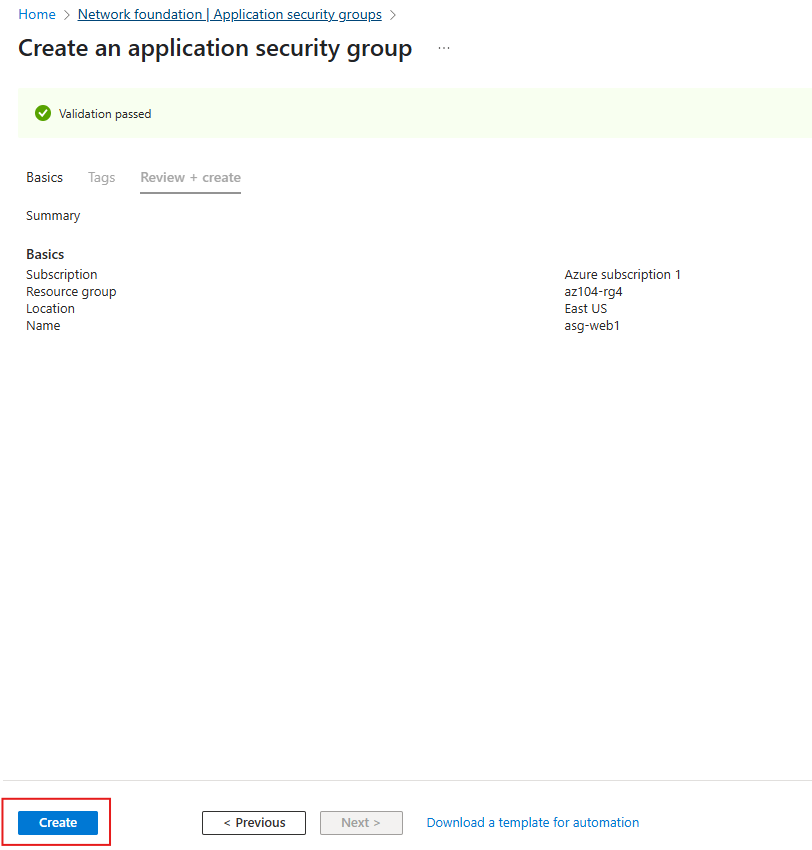 Home > Network foundation | Application security groups >
Create an application security group ...
Validation passed
Basics Tags Review + create
Summary
Basics
Subscription Azure subscription 1
Resource group az104-rg4
Location East US
Name asg-web1
Create < Previous Next > Download a template for automation